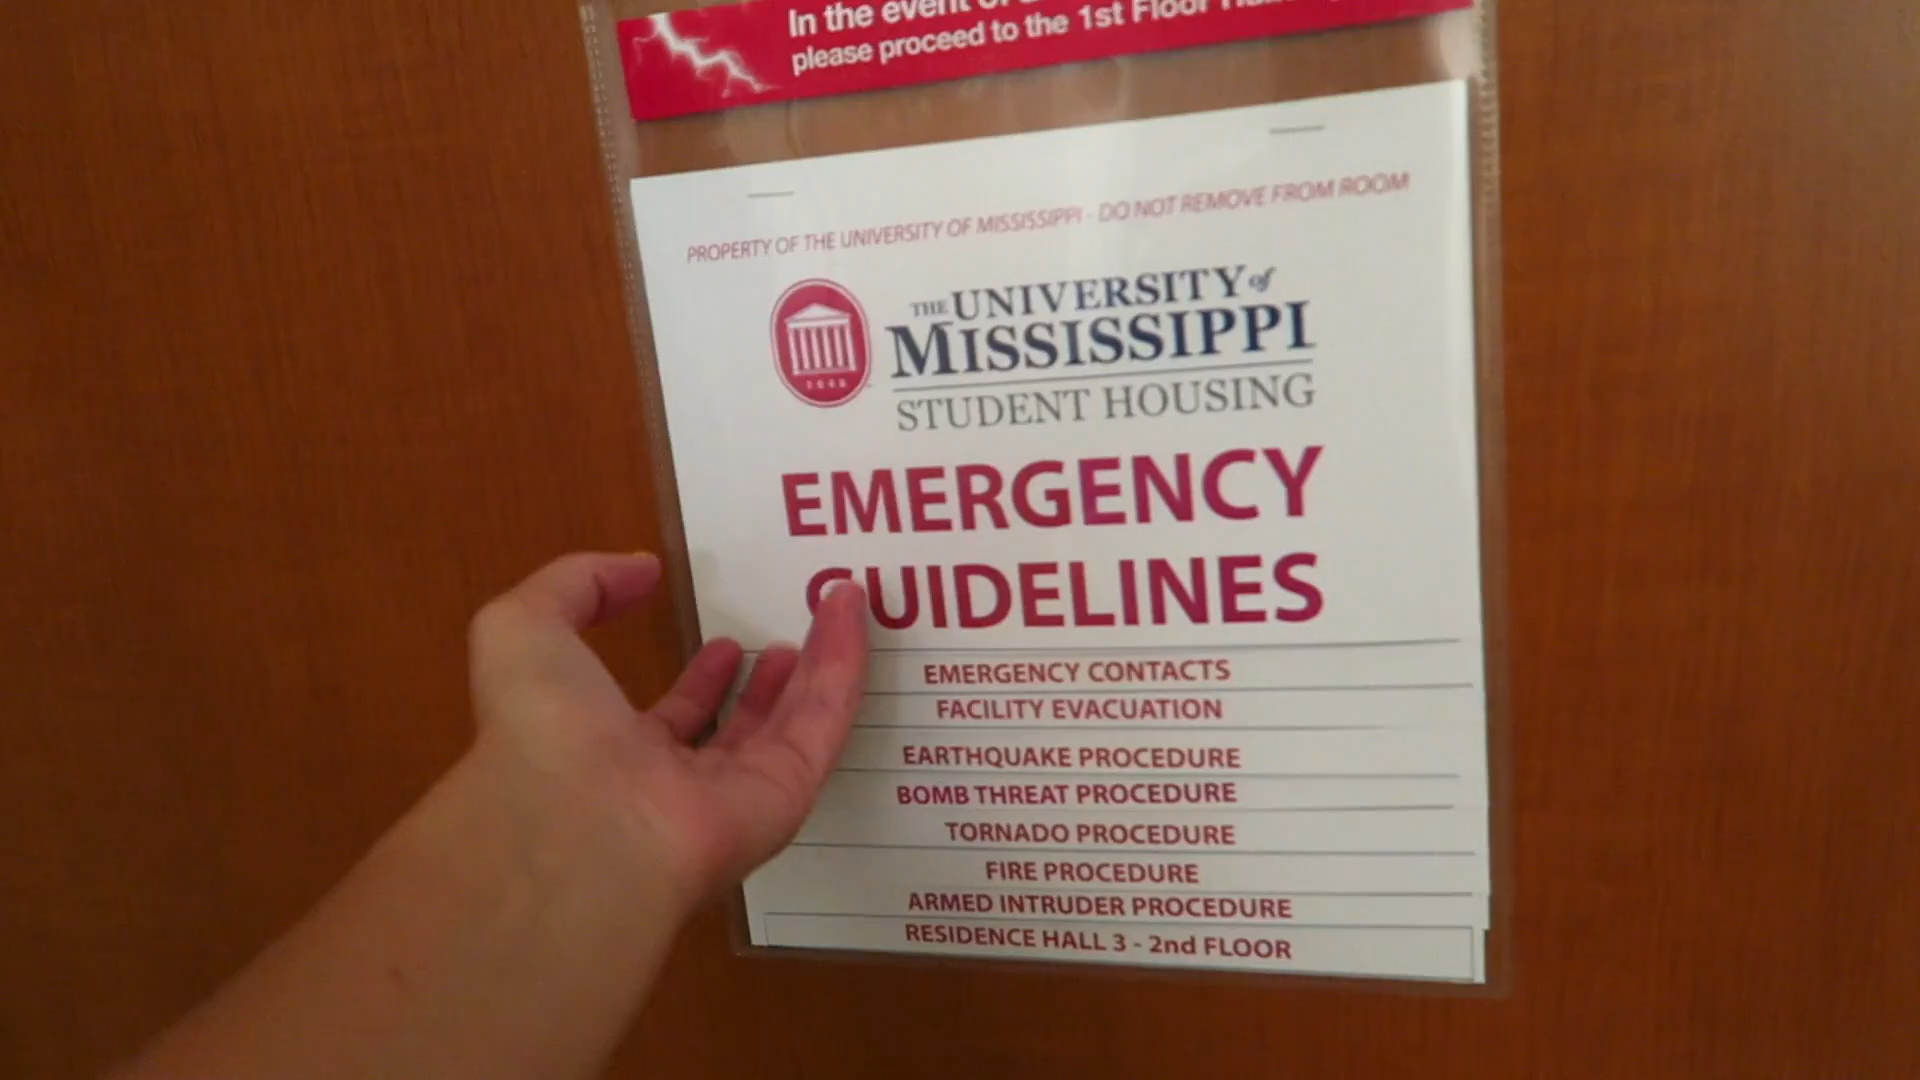 In the event of
please proceed to the 1st Floor
PROPERTY OF THE UNIVERSITY OF MISSISSIPPI - DO NOT REMOVE FROM ROOM
THE UNIVERSITY of
MISSISSIPPI
STUDENT HOUSING
1848
EMERGENCY
GUIDELINES
EMERGENCY CONTACTS
FACILITY EVACUATION
EARTHQUAKE PROCEDURE
BOMB THREAT PROCEDURE
TORNADO PROCEDURE
FIRE PROCEDURE
ARMED INTRUDER PROCEDURE
RESIDENCE HALL 3 - 2nd FLOOR